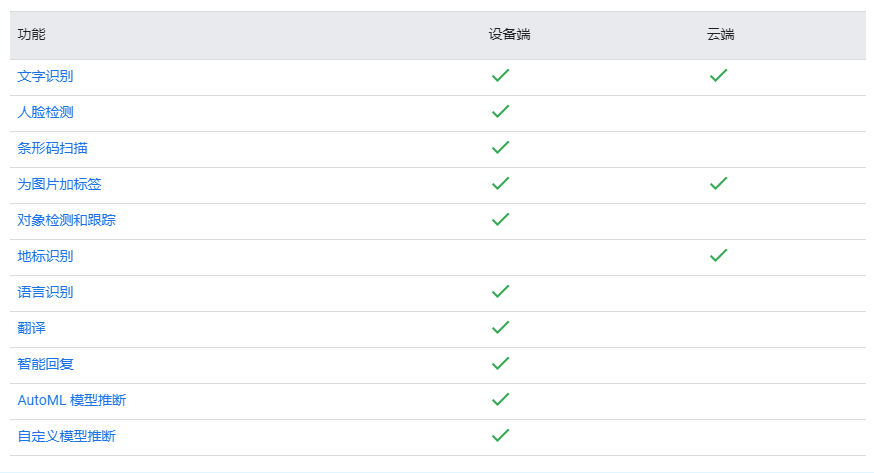 功能 设备端 云端
文字识别
人脸检测
条形码扫描
为图片加标签
对象检测和跟踪
地标识别
语言识别
翻译
智能回复
AutoML 模型推断
自定义模型推断